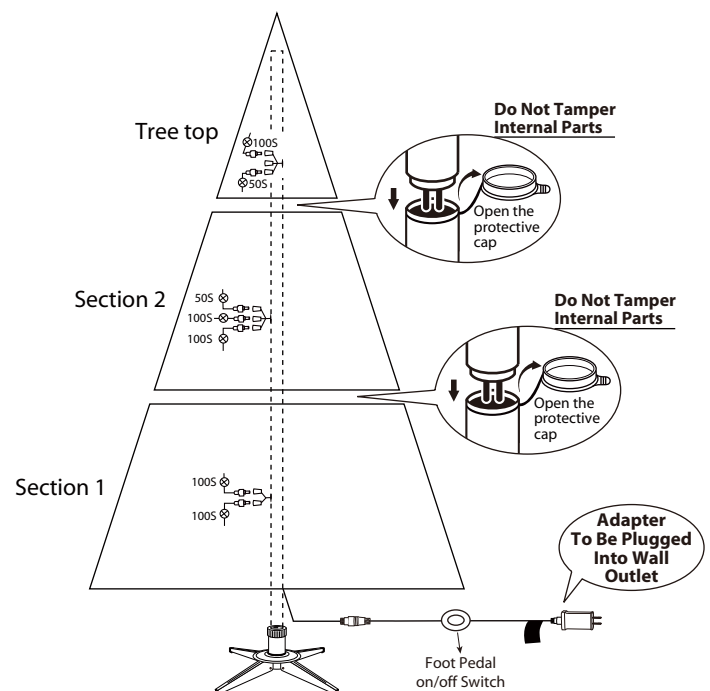 Do Not Tamper
Internal Parts
Tree top
100S
50S
Open the
protective
cap
Section 2
50S
100S
100S
Do Not Tamper
Internal Parts
Open the
protective
cap
Section 1
100S
100S
Adapter
To Be Plugged
Into Wall
Outlet
Foot Pedal
on/off Switch